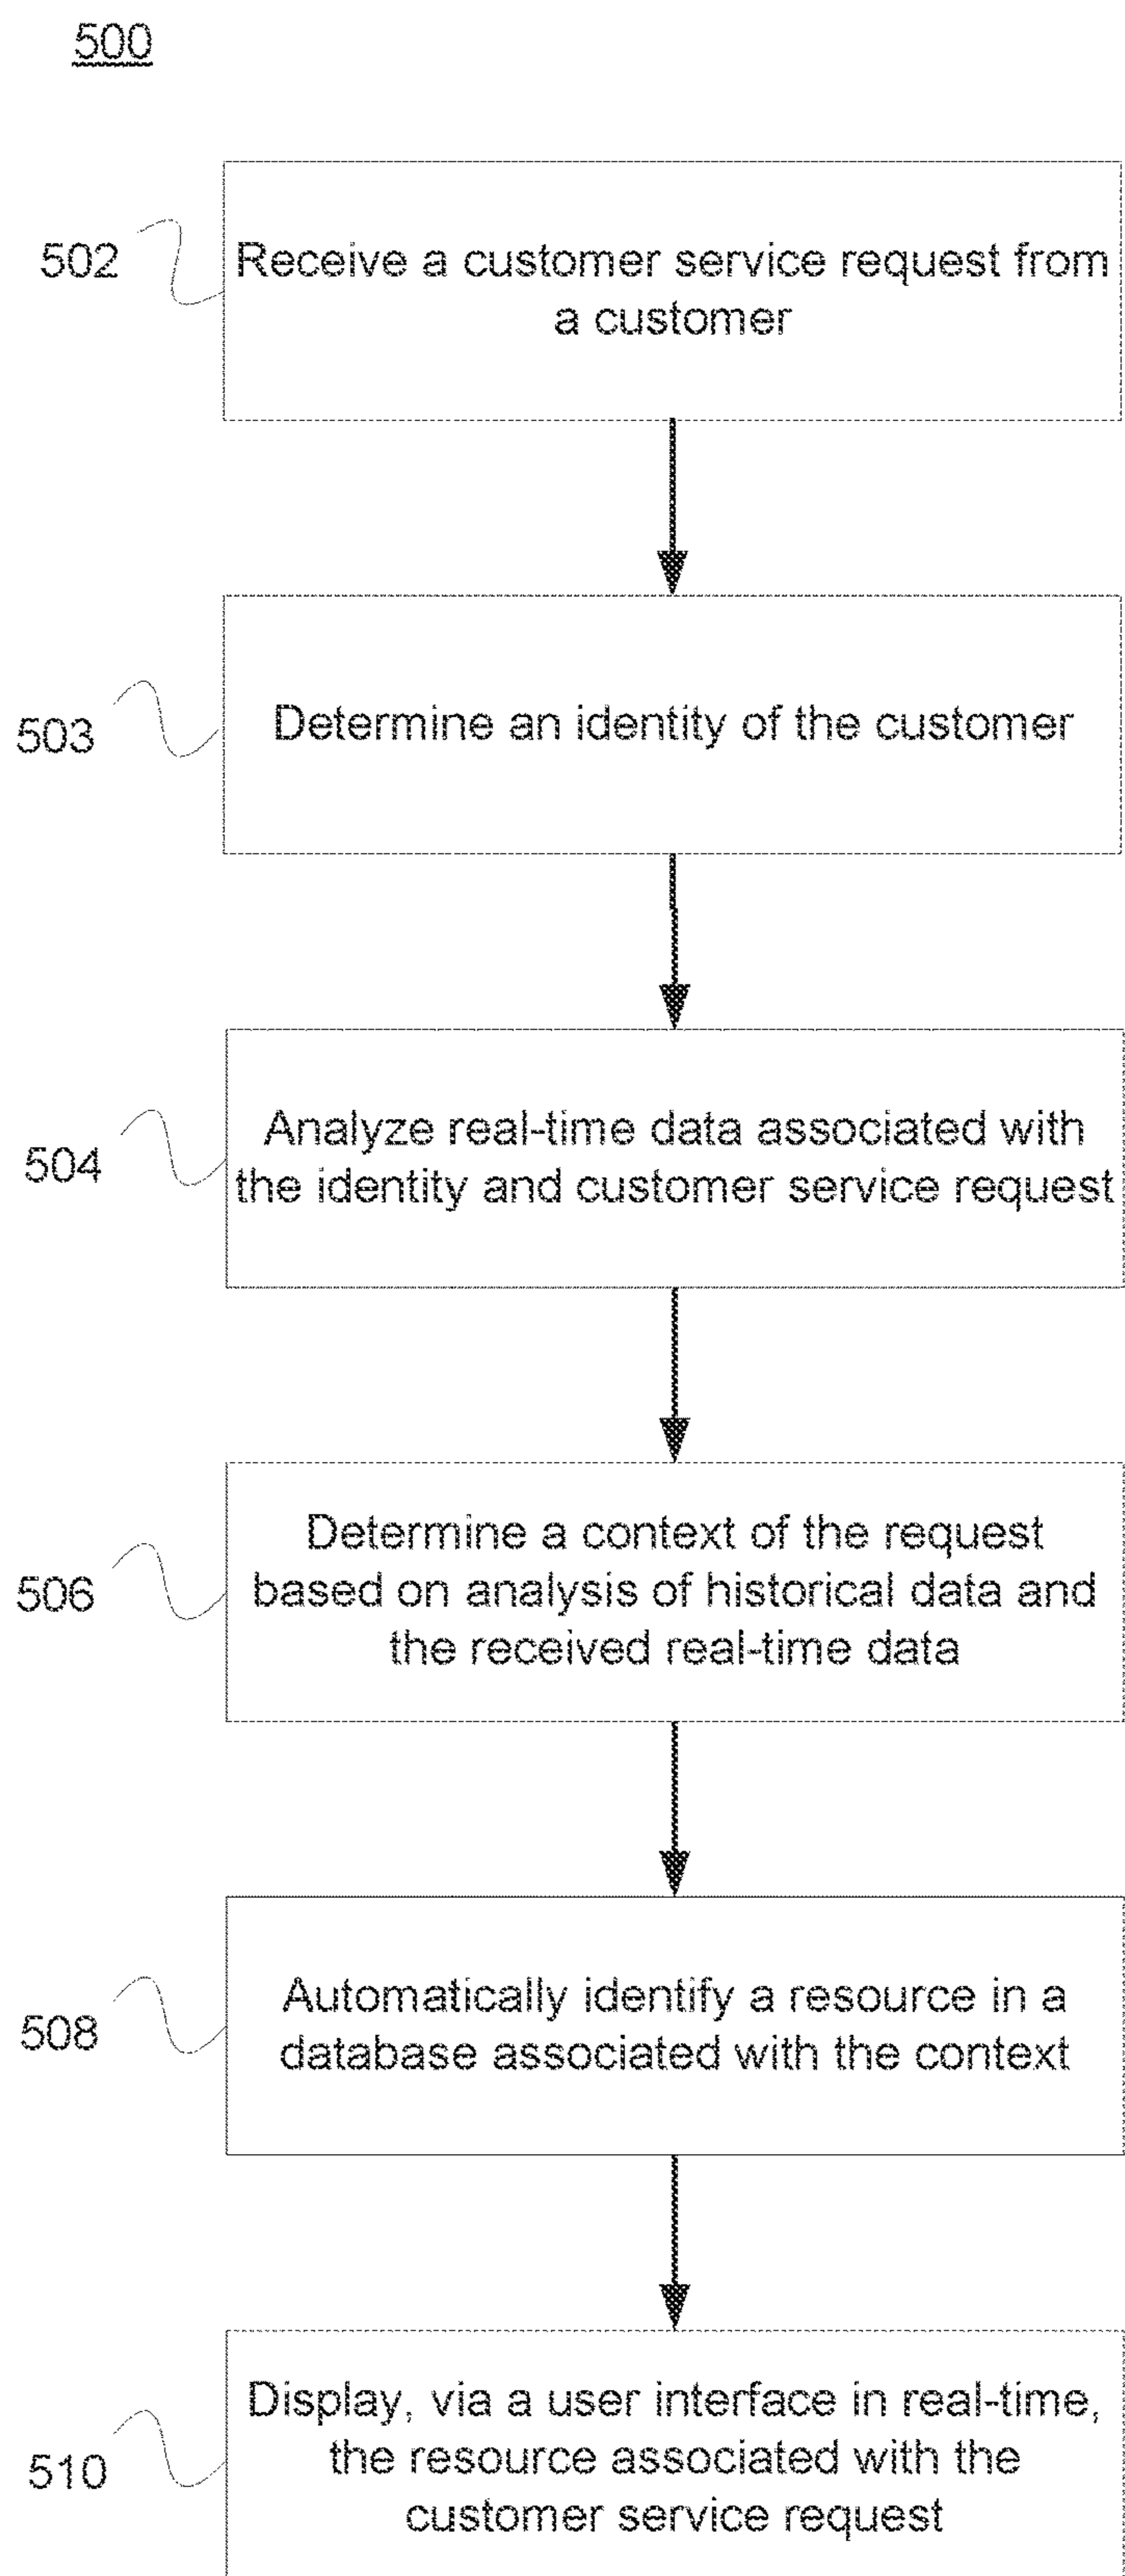 500
502
Receive a customer service request from
a customer
503
Determine an identity of the customer
504
Analyze real-time data associated with
the identity and customer service request
506
Determine a context of the request
based on analysis of historical data and
the received real-time data
508
Automatically identify a resource in a
database associated with the context
510
Display, via a user interface in real-time,
the resource associated with the
customer service request